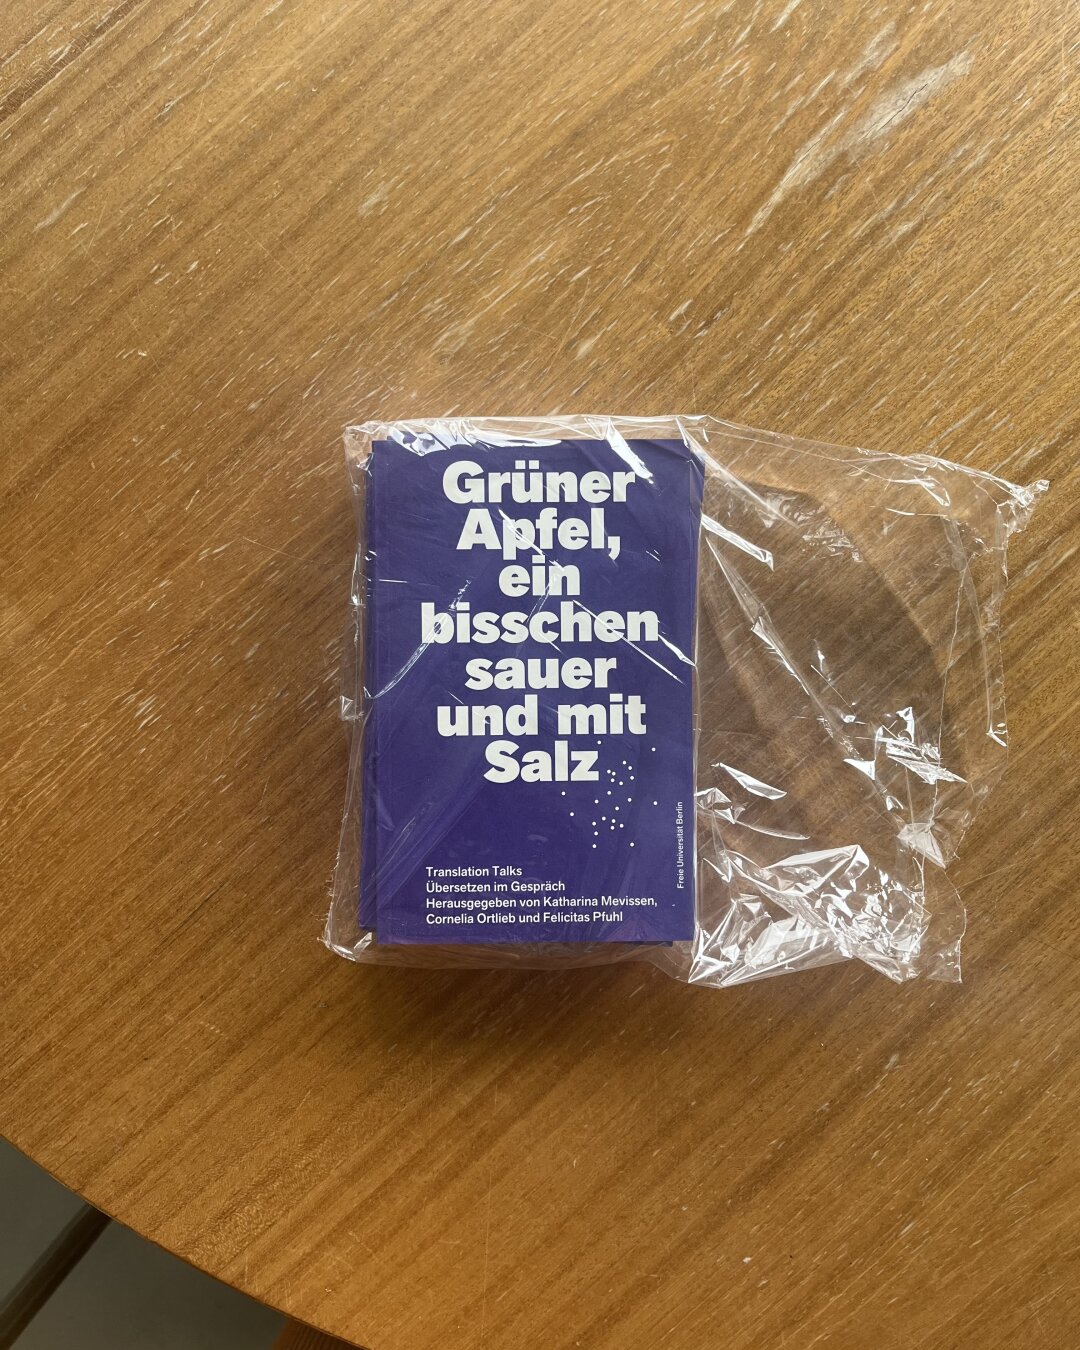 Grüner
Apfel,
ein
bisschen
sauer
und mit
Salz
Translation Talks
Übersetzen im Gespräch
Herausgegeben von Katharina Mevissen,
Cornelia Ortlieb und Felicitas Pfuhl
Freie Universität Berlin